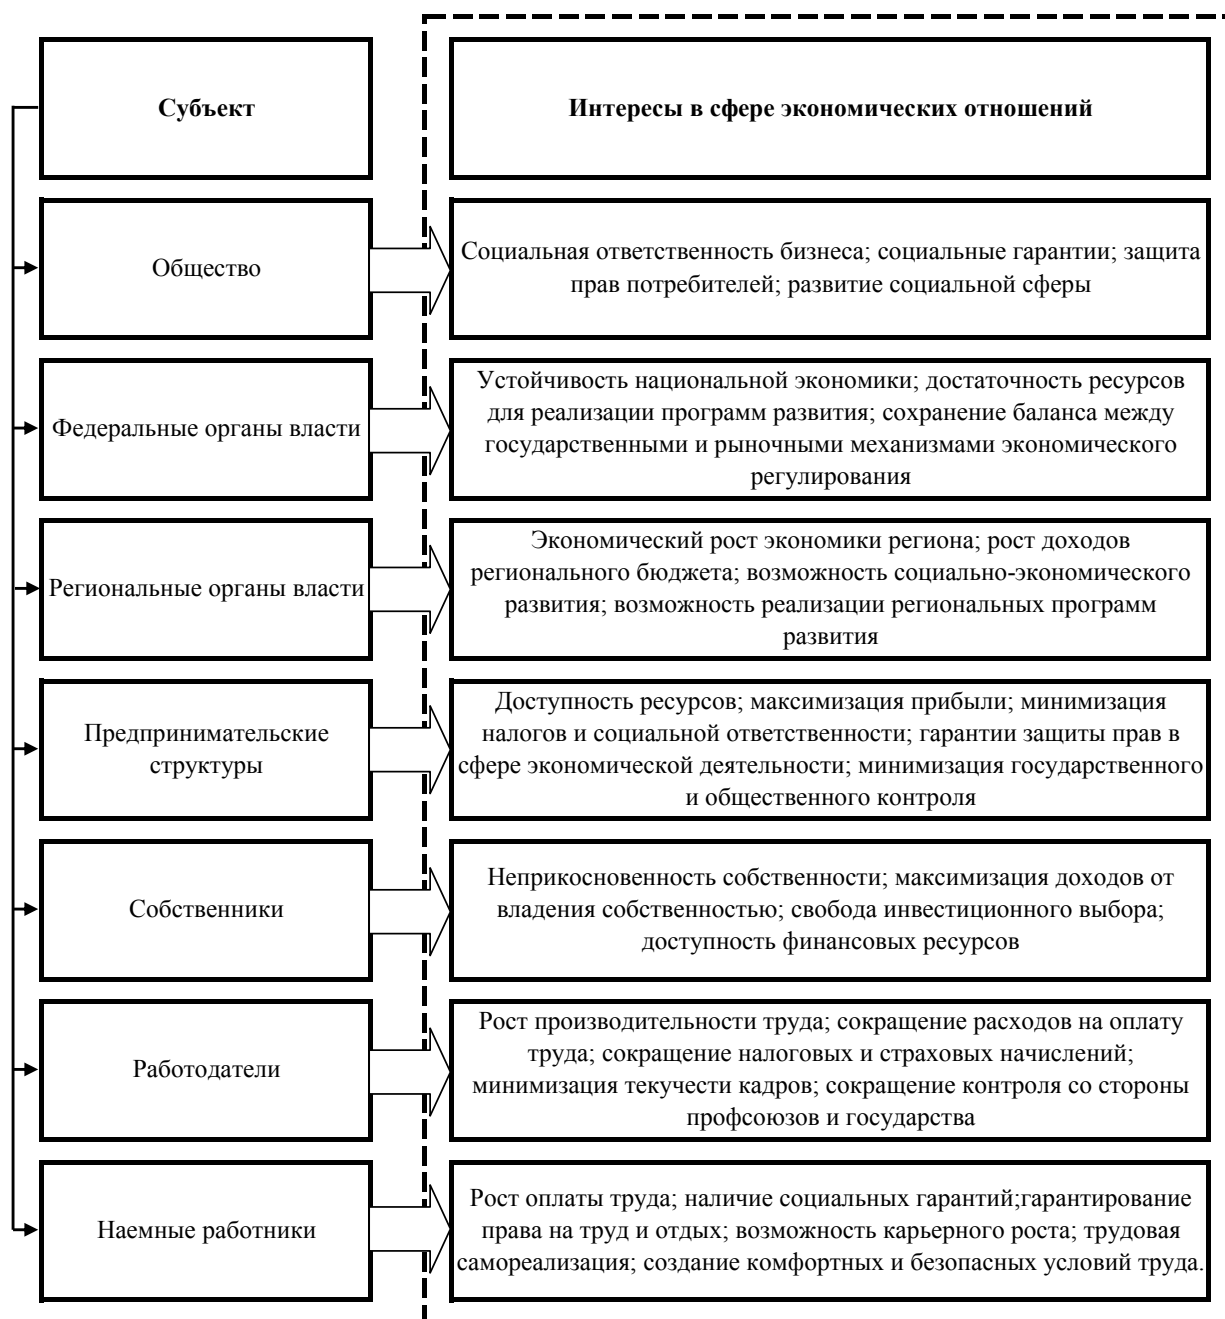 Субъект
Интересы в сфере экономических отношений
Общество
Социальная ответственность бизнеса; социальные гарантии; защита
прав потребителей; развитие социальной сферы
Федеральные органы власти
Устойчивость национальной экономики; достаточность ресурсов
для реализации программ развития; сохранение баланса между
государственными и рыночными механизмами экономического
регулирования
Региональные органы власти
Экономический рост экономики региона; рост доходов
регионального бюджета; возможность социально-экономического
развития; возможность реализации региональных программ
развития
Предпринимательские
структуры
Доступность ресурсов; максимизация прибыли; минимизация
налогов и социальной ответственности; гарантии защиты прав в
сфере экономической деятельности; минимизация государственного
и общественного контроля
Собственники
Неприкосновенность собственности; максимизация доходов от
владения собственностью; свобода инвестиционного выбора;
доступность финансовых ресурсов
Работодатели
Рост производительности труда; сокращение расходов на оплату
труда; сокращение налоговых и страховых начислений;
минимизация текучести кадров; сокращение контроля со стороны
профсоюзов и государства
Наемные работники
Рост оплаты труда; наличие социальных гарантий;гарантирование
права на труд и отдых; возможность карьерного роста; трудовая
самореализация; создание комфортных и безопасных условий труда.